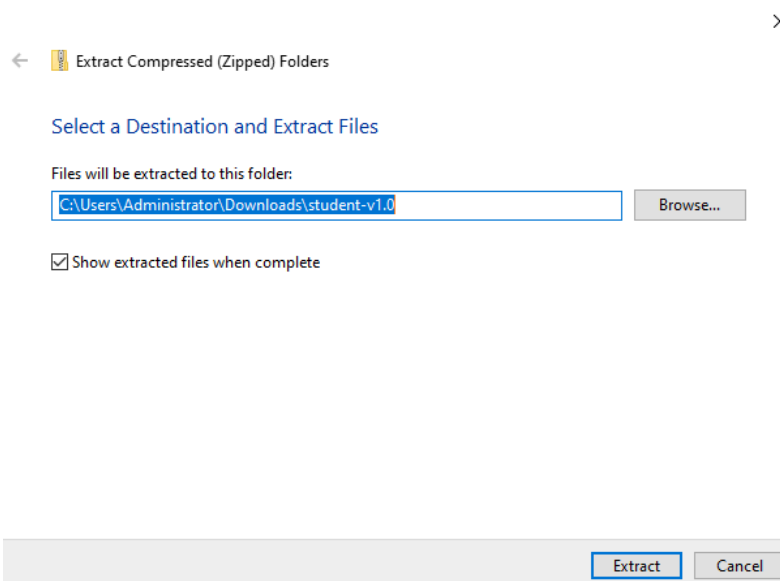 Extract Compressed (Zipped) Folders
Select a Destination and Extract Files
Files will be extracted to this folder:
C:\Users\Administrator\Downloads\student-v1.0
Browse...
Show extracted files when complete
Extract
Cancel